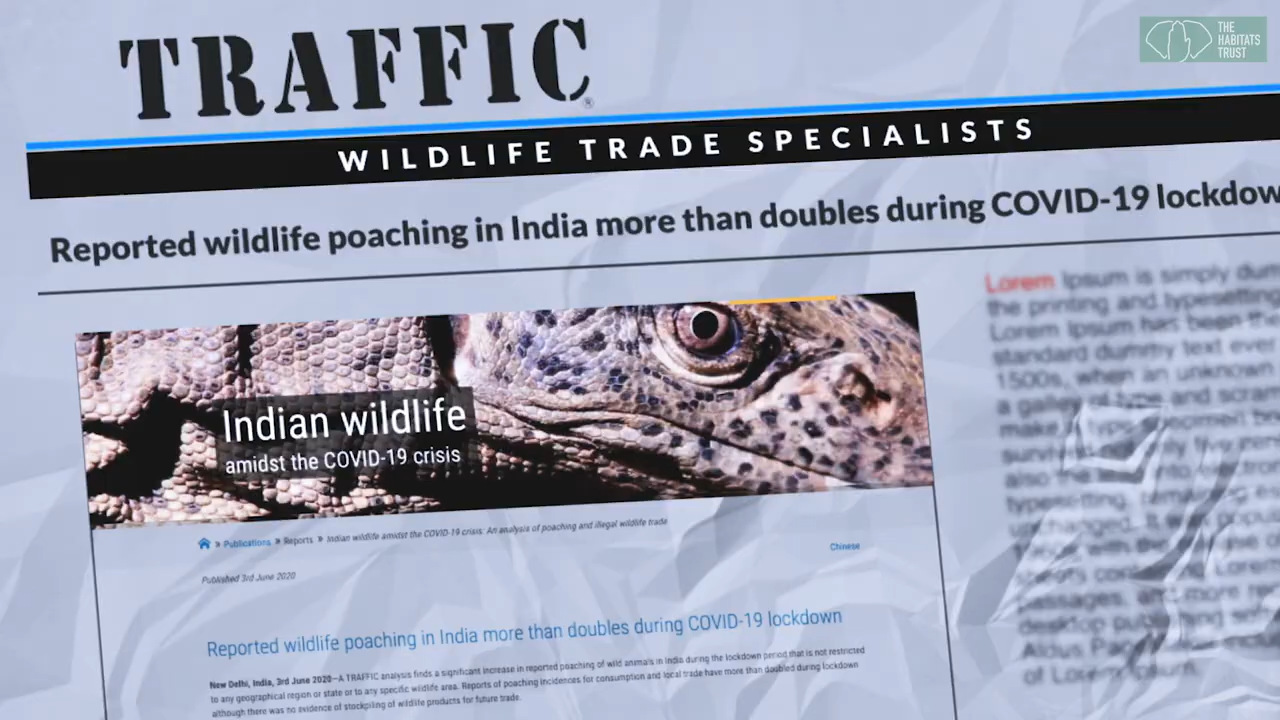 TRAFFIC
THE
HABITATS
TRUST
WILDLIFE TRADE SPECIALISTS
Reported wildlife poaching in India more than doubles during COVID-19 lockdow
Indian wildlife
amidst the COVID-19 crisis
» Publications » Reports » Indian wildlife amidst the COVID-19 crisis: An analysis of poaching and illegal wildlife trade
Chinese
Published 3rd June 2020
Reported wildlife poaching in India more than doubles during COVID-19 lockdown
New Delhi, India, 3rd June 2020—A TRAFFIC analysis finds a significant increase in reported poaching of wild animals in India during the lockdown period that is not restricted
to any geographical region or state or to any specific wildlife area. Reports of poaching incidences for consumption and local trade have more than doubled during lockdown
although there was no evidence of stockpiling of wildlife products for future trade.
Lorem Ipsum is simply dum
the printing and typesetting
Lorem Ipsum has been the
standard dummy text ever
1500s, when an unknown